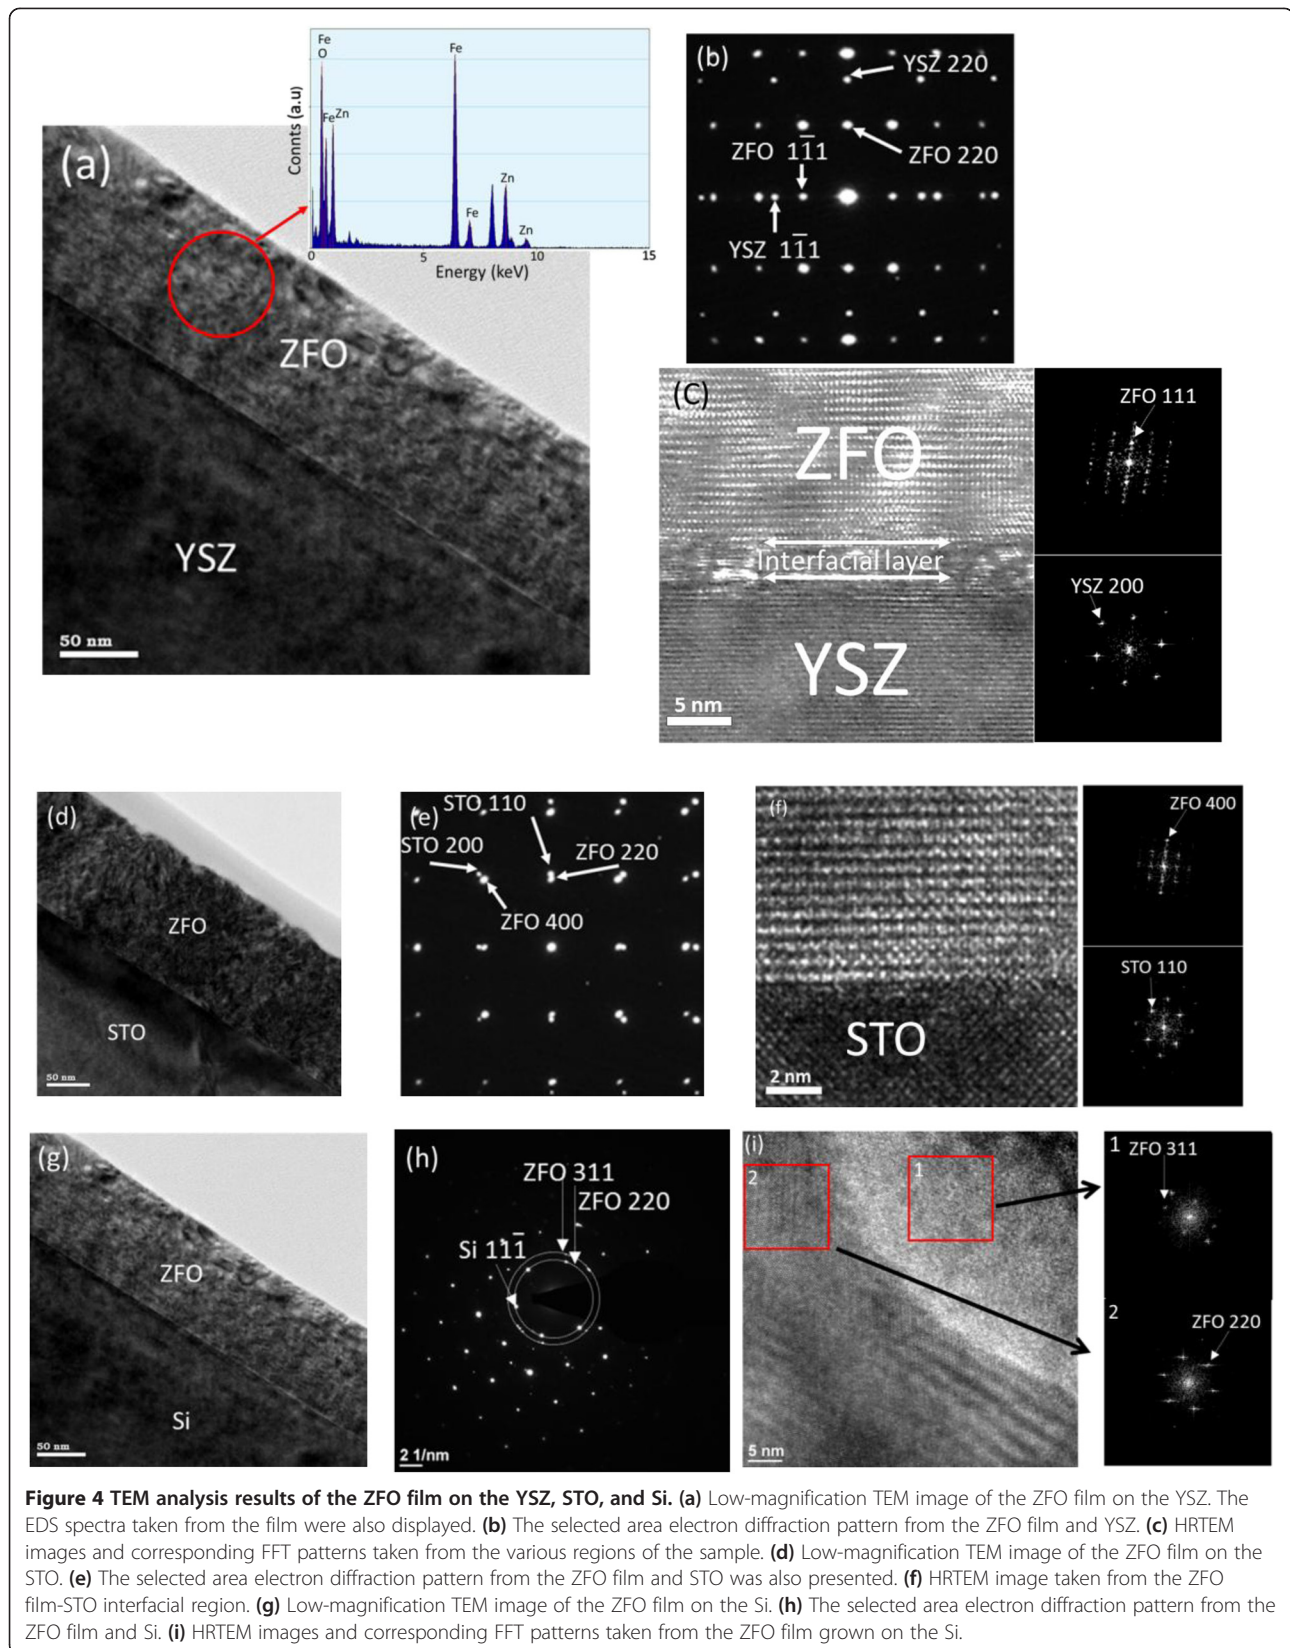 (a)
Fe
O
Fe
Zn
Fe
Fe
Zn
Zn
Connts (a.u)
0
5
10
15
Energy (keV)
ZFO
YSZ
50 nm
(b)
YSZ 220
ZFO 11̅1
ZFO 220
YSZ 11̅1
(C)
ZFO
Interfacial layer
YSZ
5 nm
ZFO 111
YSZ 200
(d)
ZFO
STO
50 nm
(e)
STO 110
STO 200
ZFO 220
ZFO 400
(f)
STO
2 nm
ZFO 400
STO 110
(g)
ZFO
Si
50 nm
(h)
ZFO 311
ZFO 220
Si 111̅
2 1/nm
(i)
2
1
5 nm
1
ZFO 311
2
ZFO 220
Figure 4 TEM analysis results of the ZFO film on the YSZ, STO, and Si. (a) Low-magnification TEM image of the ZFO film on the YSZ. The
EDS spectra taken from the film were also displayed. (b) The selected area electron diffraction pattern from the ZFO film and YSZ. (c) HRTEM
images and corresponding FFT patterns taken from the various regions of the sample. (d) Low-magnification TEM image of the ZFO film on the
STO. (e) The selected area electron diffraction pattern from the ZFO film and STO was also presented. (f) HRTEM image taken from the ZFO
film-STO interfacial region. (g) Low-magnification TEM image of the ZFO film on the Si. (h) The selected area electron diffraction pattern from the
ZFO film and Si. (i) HRTEM images and corresponding FFT patterns taken from the ZFO film grown on the Si.